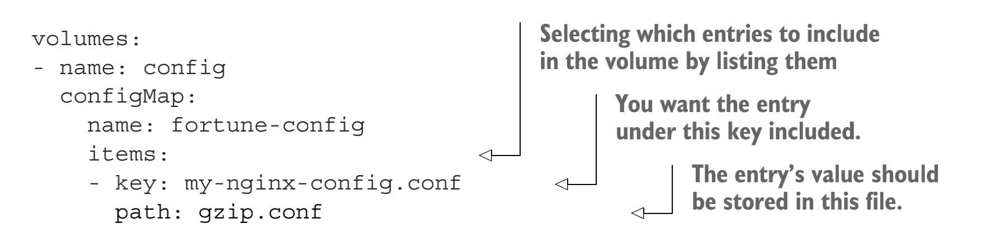 volumes:
- name: config
  configMap:
    name: fortune-config
    items:
    - key: my-nginx-config.conf
      path: gzip.conf
Selecting which entries to include
in the volume by listing them
You want the entry
under this key included.
The entry’s value should
be stored in this file.